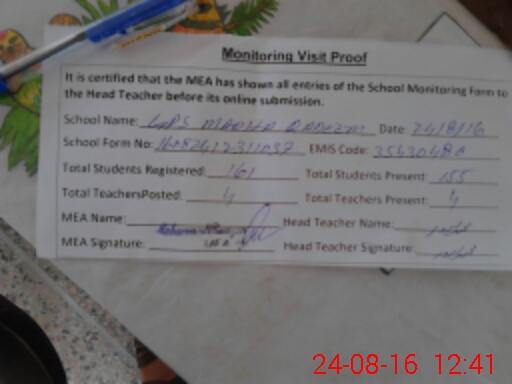 Monitoring Visit Proof
It is certified that the MEA has shown all entries of the School Monitoring Form to
the Head Teacher before its online submission.
School Name: GPS Date: 24/8/16
School Form No: EMIS Code:
Total Students Registered: 161 Total Students Present: 155
Total TeachersPosted: 4 Total Teachers Present: 4
MEA Name: Head Teacher Name:
MEA Signature: Head Teacher Signature:
24-08-16 12:41